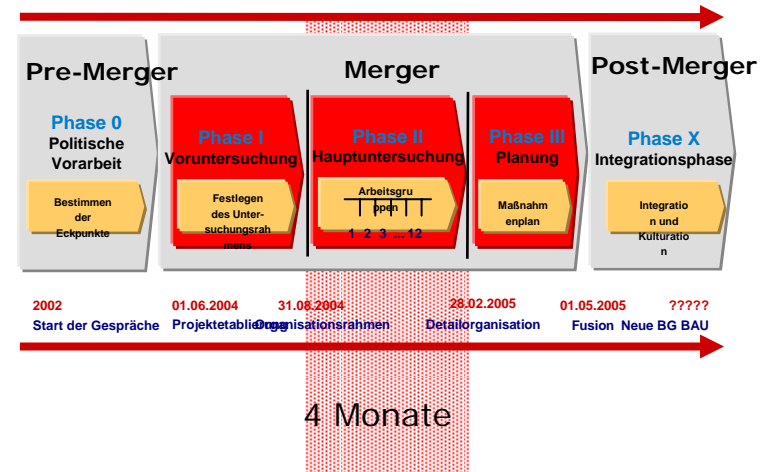 Pre-Merger
Merger
Post-Merger
Phase 0
Politische
Vorarbeit
Bestimmen
der
Eckpunkte
Phase I
Voruntersuchung
Festlegen
des Unter-
suchungsrah
mens
Phase II
Hauptuntersuchung
Arbeitsgru
ppen
1 2 3 ... 12
Phase III
Planung
Maßnahm
enplan
Phase X
Integrationsphase
Integratio
n und
Kulturatio
n
2002
Start der Gespräche
01.06.2004
Projektetablierung
31.08.2004
Organisationsrahmen
28.02.2005
Detailorganisation
01.05.2005
Fusion
?????
Neue BG BAU
4 Monate